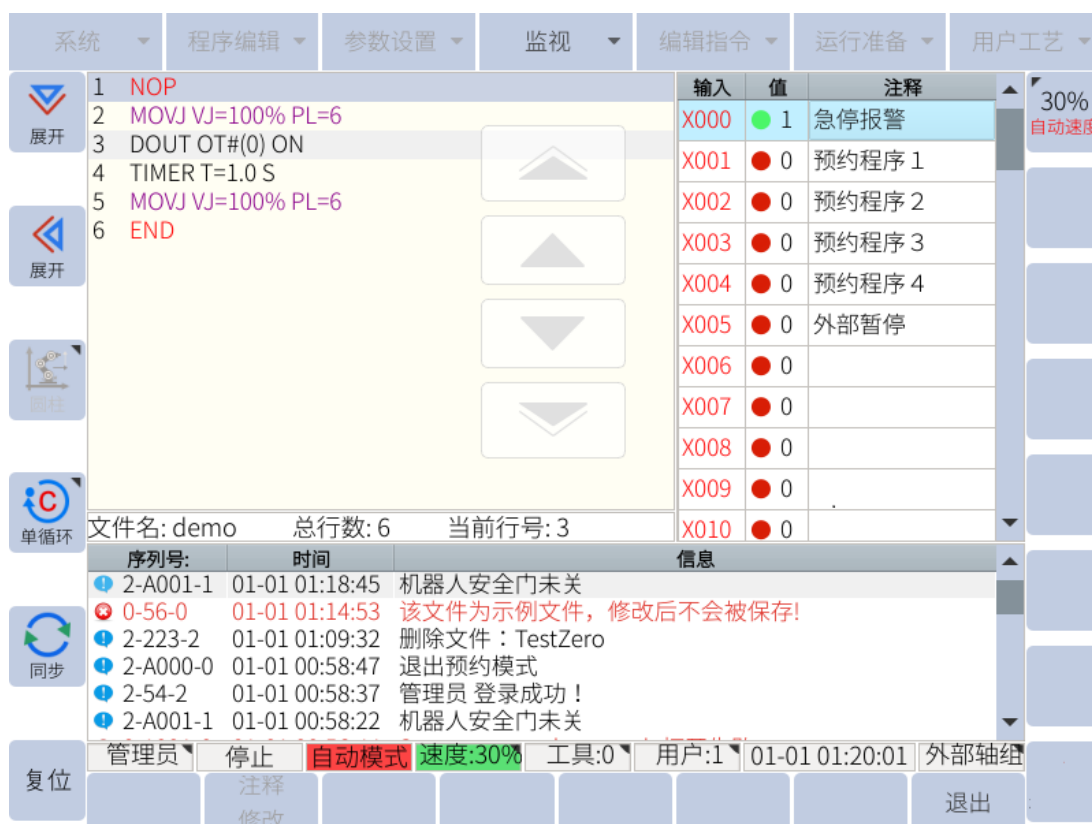 系统 程序编辑 参数设置 监视 编辑指令 运行准备 用户工艺
展开
展开
圆柱
单循环
同步
复位
1 NOP
2 MOVJ VJ=100% PL=6
3 DOUT OT#(0) ON
4 TIMER T=1.0 S
5 MOVJ VJ=100% PL=6
6 END
文件名: demo 总行数: 6 当前行号: 3
输入 值 注释
X000 1 急停报警
X001 0 预约程序1
X002 0 预约程序2
X003 0 预约程序3
X004 0 预约程序4
X005 0 外部暂停
X006 0
X007 0
X008 0
X009 0
X010 0
30%
自动速度
序列号: 时间 信息
2-A001-1 01-01 01:18:45 机器人安全门未关
0-56-0 01-01 01:14:53 该文件为示例文件，修改后不会被保存!
2-223-2 01-01 01:09:32 删除文件：TestZero
2-A000-0 01-01 00:58:47 退出预约模式
2-54-2 01-01 00:58:37 管理员 登录成功！
2-A001-1 01-01 00:58:22 机器人安全门未关
管理员 停止 自动模式 速度:30% 工具:0 用户:1 01-01 01:20:01 外部轴组
注释
修改
退出